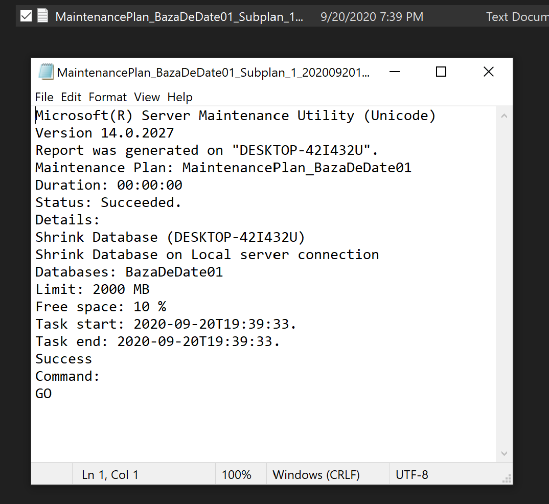 MaintenancePlan_BazaDeDate01_Subplan_1... 9/20/2020 7:39 PM Text Docum
MaintenancePlan_BazaDeDate01_Subplan_1_202009201...
File Edit Format View Help
Microsoft(R) Server Maintenance Utility (Unicode)
Version 14.0.2027
Report was generated on "DESKTOP-42I432U".
Maintenance Plan: MaintenancePlan_BazaDeDate01
Duration: 00:00:00
Status: Succeeded.
Details:
Shrink Database (DESKTOP-42I432U)
Shrink Database on Local server connection
Databases: BazaDeDate01
Limit: 2000 MB
Free space: 10 %
Task start: 2020-09-20T19:39:33.
Task end: 2020-09-20T19:39:33.
Success
Command:
GO
Ln 1, Col 1 100% Windows (CRLF) UTF-8